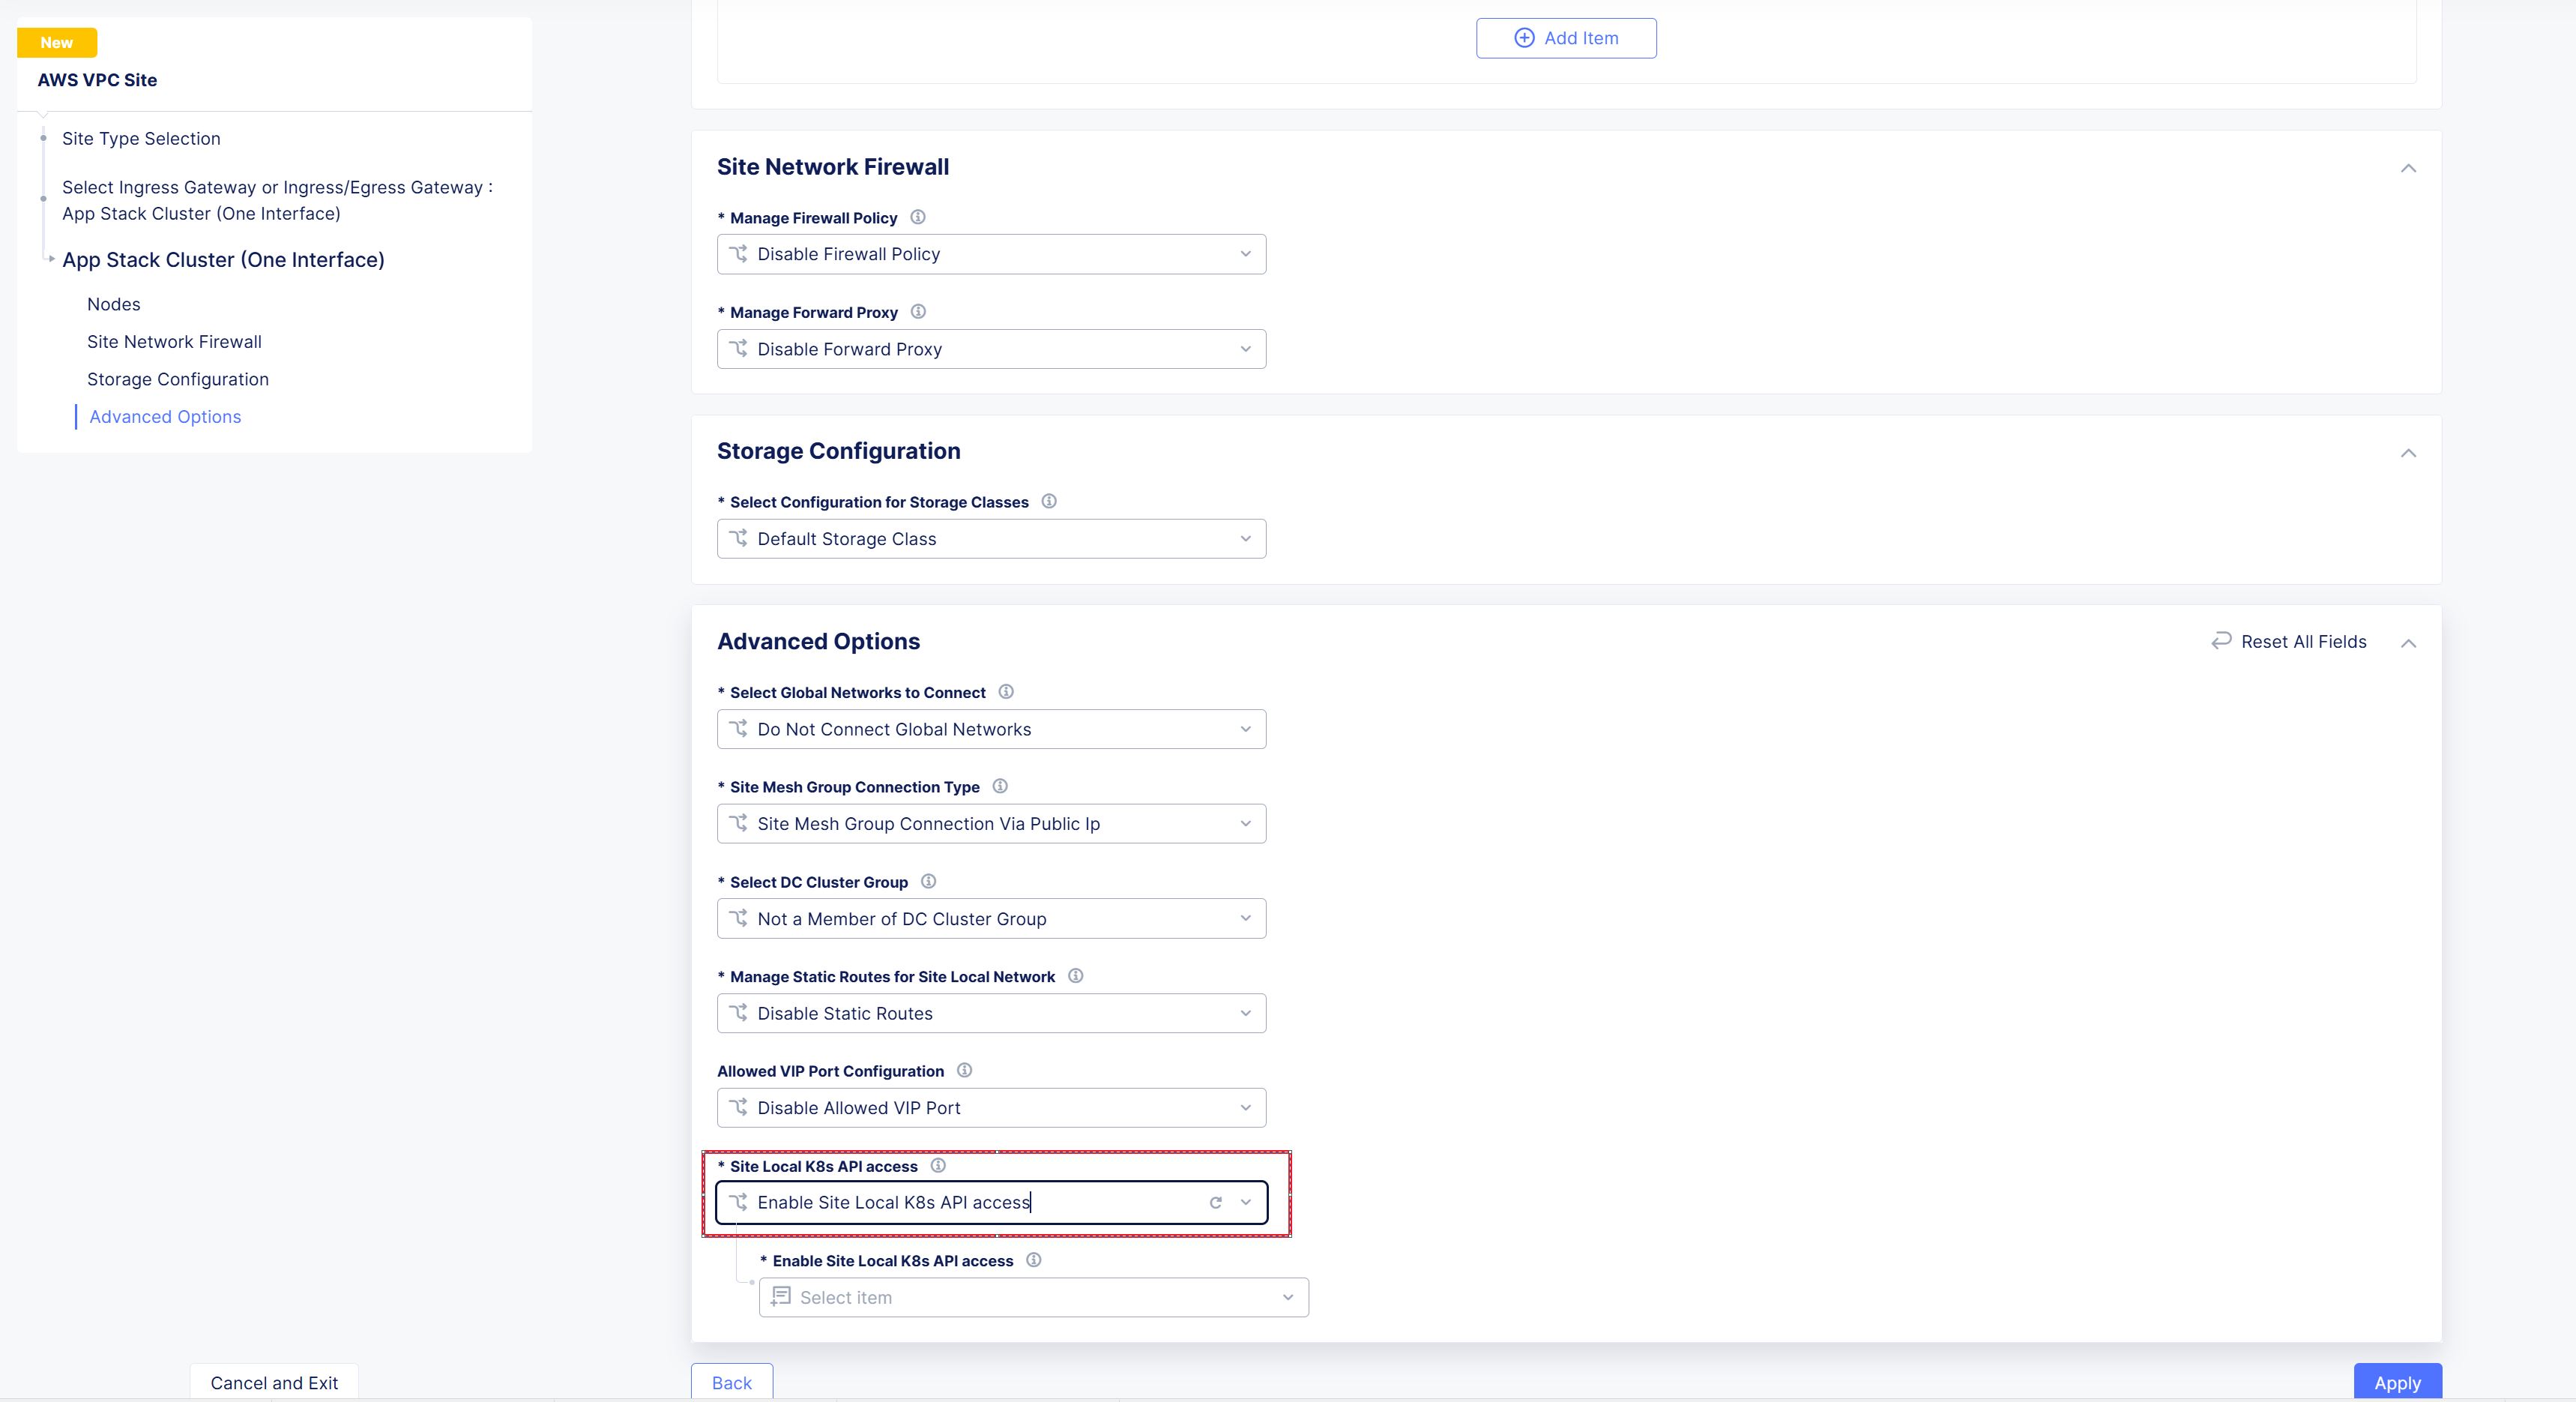 New
AWS VPC Site
Site Type Selection
Select Ingress Gateway or Ingress/Egress Gateway :
App Stack Cluster (One Interface)
App Stack Cluster (One Interface)
Nodes
Site Network Firewall
Storage Configuration
Advanced Options
Cancel and Exit
Add Item
Site Network Firewall
* Manage Firewall Policy
Disable Firewall Policy
* Manage Forward Proxy
Disable Forward Proxy
Storage Configuration
* Select Configuration for Storage Classes
Default Storage Class
Advanced Options
Reset All Fields
* Select Global Networks to Connect
Do Not Connect Global Networks
* Site Mesh Group Connection Type
Site Mesh Group Connection Via Public Ip
* Select DC Cluster Group
Not a Member of DC Cluster Group
* Manage Static Routes for Site Local Network
Disable Static Routes
Allowed VIP Port Configuration
Disable Allowed VIP Port
* Site Local K8s API access
Enable Site Local K8s API access
* Enable Site Local K8s API access
Select item
Back
Apply